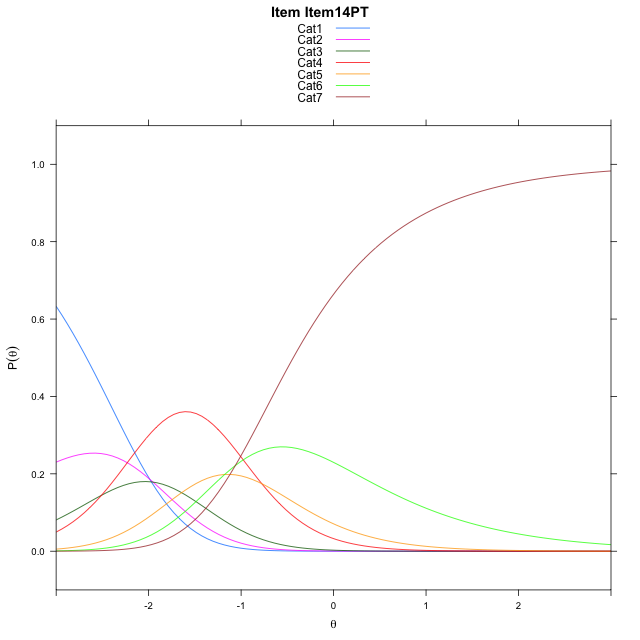 Item Item14PT
Cat1
Cat2
Cat3
Cat4
Cat5
Cat6
Cat7
1.0
0.8
0.6
0.4
0.2
0.0
P(θ)
-2 -1 0 1 2
θ